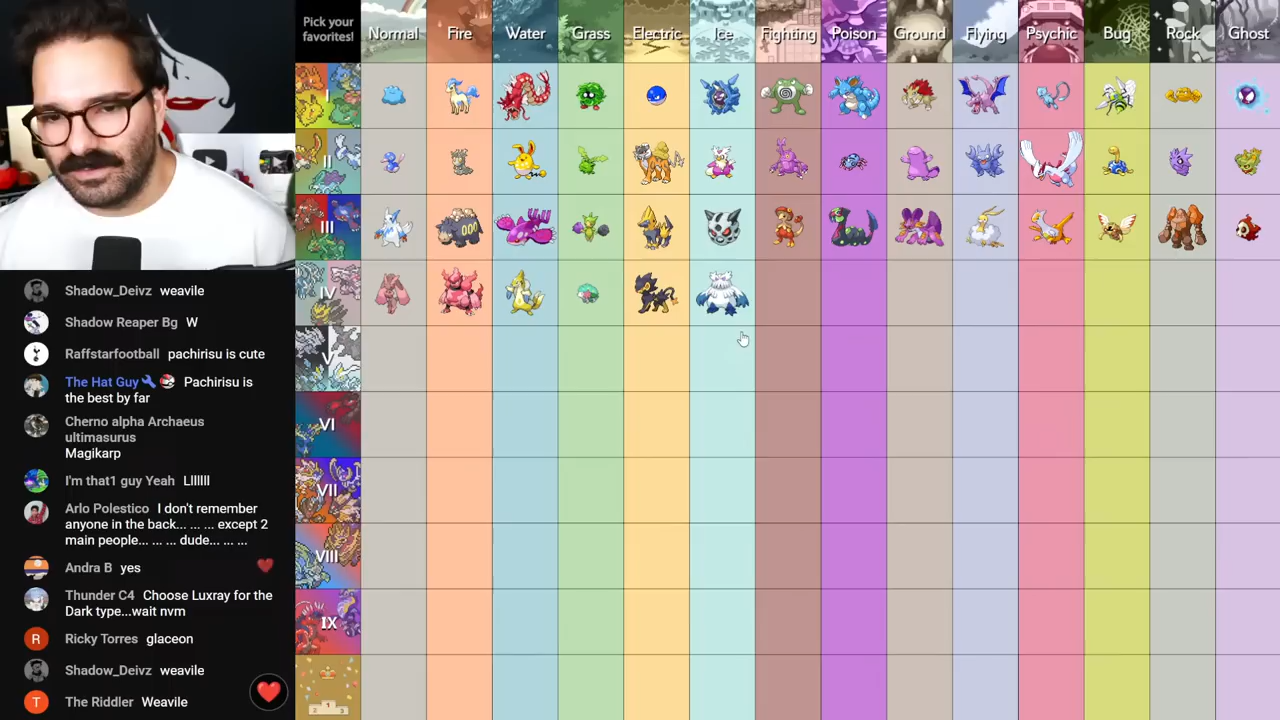 Pick your
favorites!
Normal
Fire
Water
Grass
Electric
Ice
Fighting
Poison
Ground
Flying
Psychic
Bug
Rock
Ghost
I
II
III
IV
V
VI
VII
VIII
IX
1
2
3
Shadow_Deivz weavile
Shadow Reaper Bg W
Raffstarfootball pachirisu is cute
The Hat Guy Pachirisu is
the best by far
Cherno alpha Archaeus
ultimasurus
Magikarp
I'm that1 guy Yeah Llllllll
Arlo Polestico I don't remember
anyone in the back... ... ... except 2
main people... ... ... dude... ... ...
Andra B yes
Thunder C4 Choose Luxray for the
Dark type...wait nvm
R
Ricky Torres glaceon
Shadow_Deivz weavile
T
The Riddler Weavile